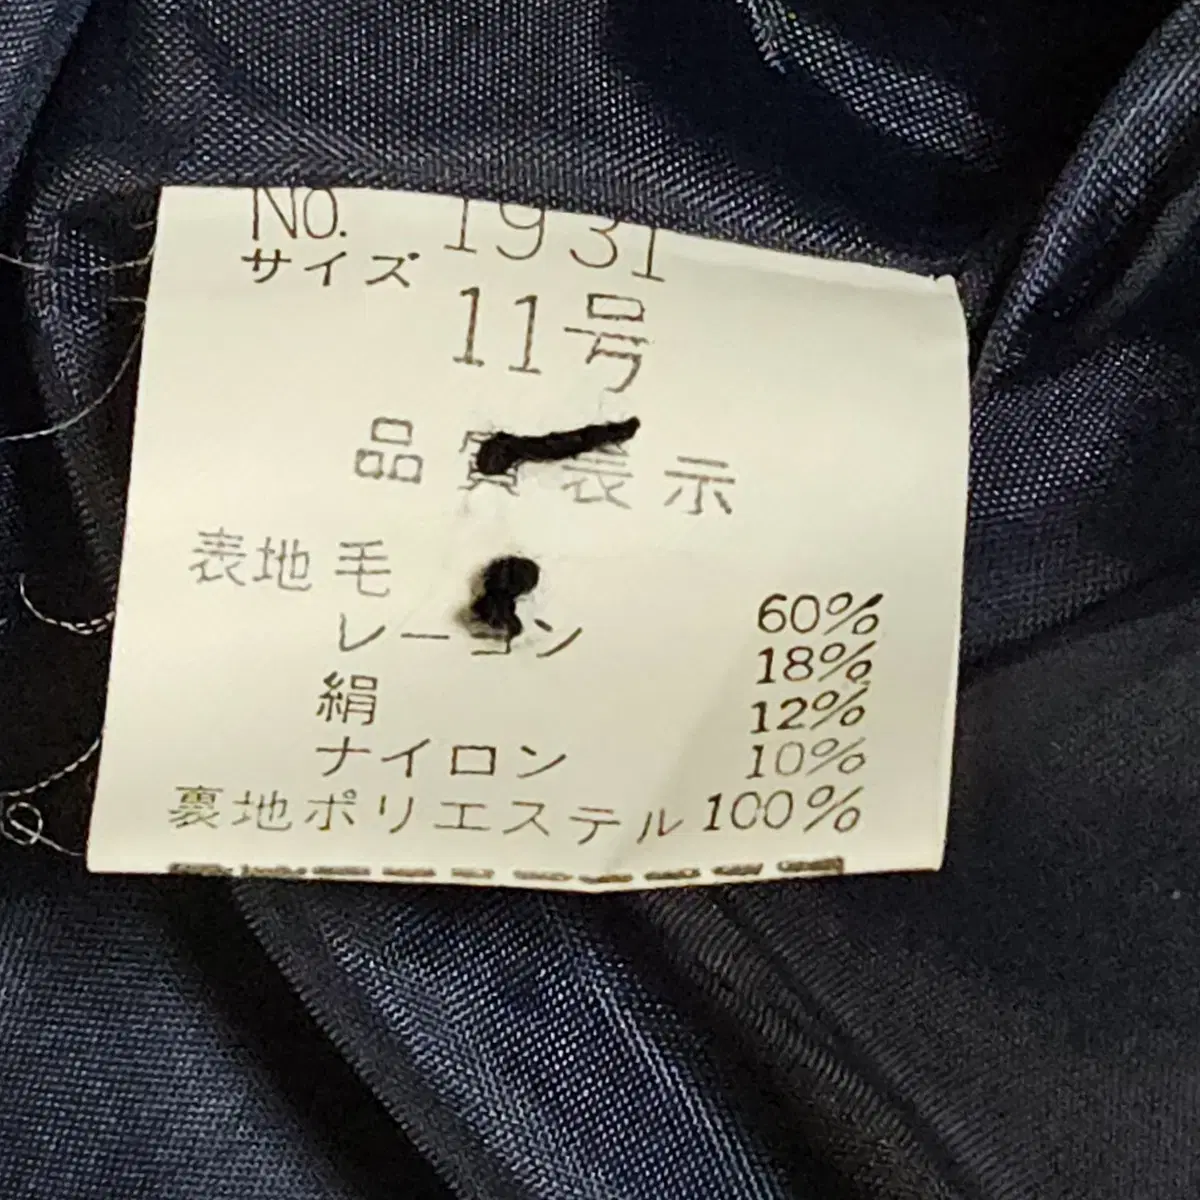 No. 1931
サイズ
11号
品質表示
表地 毛 60%
レーヨン 18%
絹 12%
ナイロン 10%
裏地ポリエステル 100%